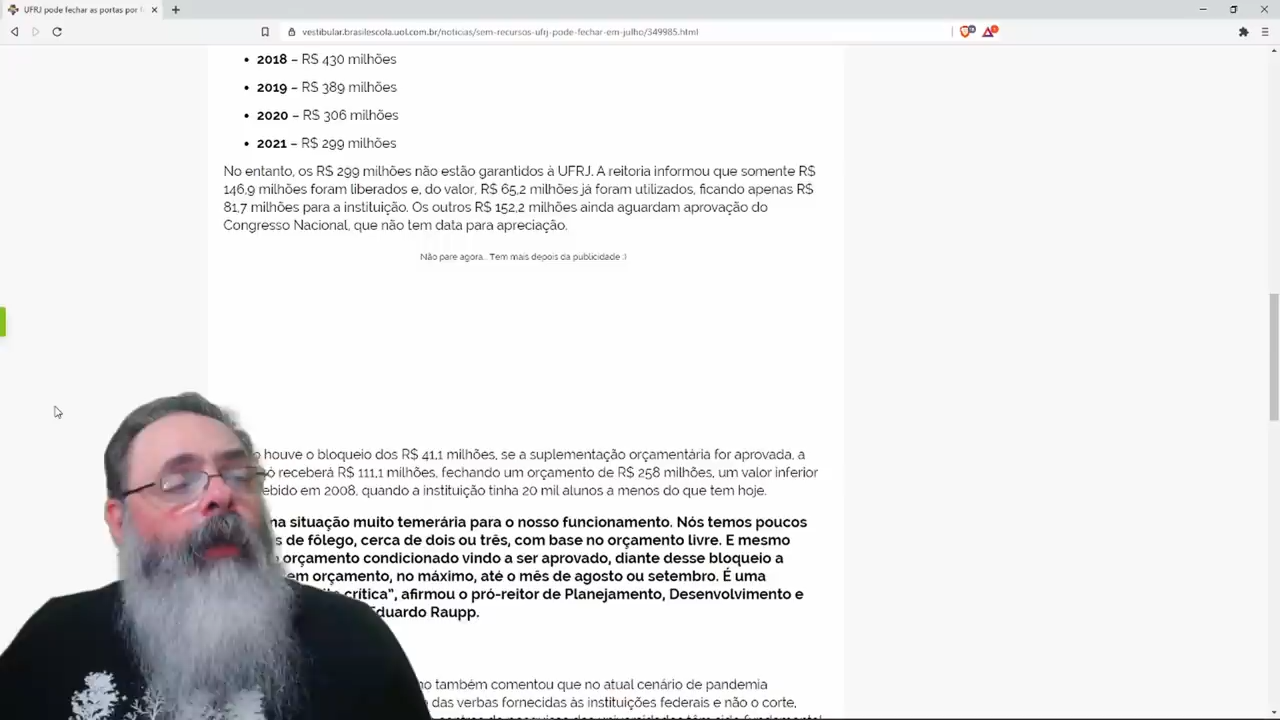 UFRJ pode fechar as portas por
vestibular.brasilescola.uol.com.br/noticias/sem-recursos-ufrj-pode-fechar-em-julho/349985.html
• 2018 – R$ 430 milhões
• 2019 – R$ 389 milhões
• 2020 – R$ 306 milhões
• 2021 – R$ 299 milhões
No entanto, os R$ 299 milhões não estão garantidos à UFRJ. A reitoria informou que somente R$
146,9 milhões foram liberados e, do valor, R$ 65,2 milhões já foram utilizados, ficando apenas R$
81,7 milhões para a instituição. Os outros R$ 152,2 milhões ainda aguardam aprovação do
Congresso Nacional, que não tem data para apreciação.
Não pare agora... Tem mais depois da publicidade ;)
houve o bloqueio dos R$ 41,1 milhões, se a suplementação orçamentária for aprovada, a
receberá R$ 111,1 milhões, fechando um orçamento de R$ 258 milhões, um valor inferior
em 2008, quando a instituição tinha 20 mil alunos a menos do que tem hoje.
situação muito temerária para o nosso funcionamento. Nós temos poucos
de fôlego, cerca de dois ou três, com base no orçamento livre. E mesmo
orçamento condicionado vindo a ser aprovado, diante desse bloqueio a
em orçamento, no máximo, até o mês de agosto ou setembro. É uma
crítica”, afirmou o pró-reitor de Planejamento, Desenvolvimento e
Eduardo Raupp.
também comentou que no atual cenário de pandemia
das verbas fornecidas às instituições federais e não o corte,